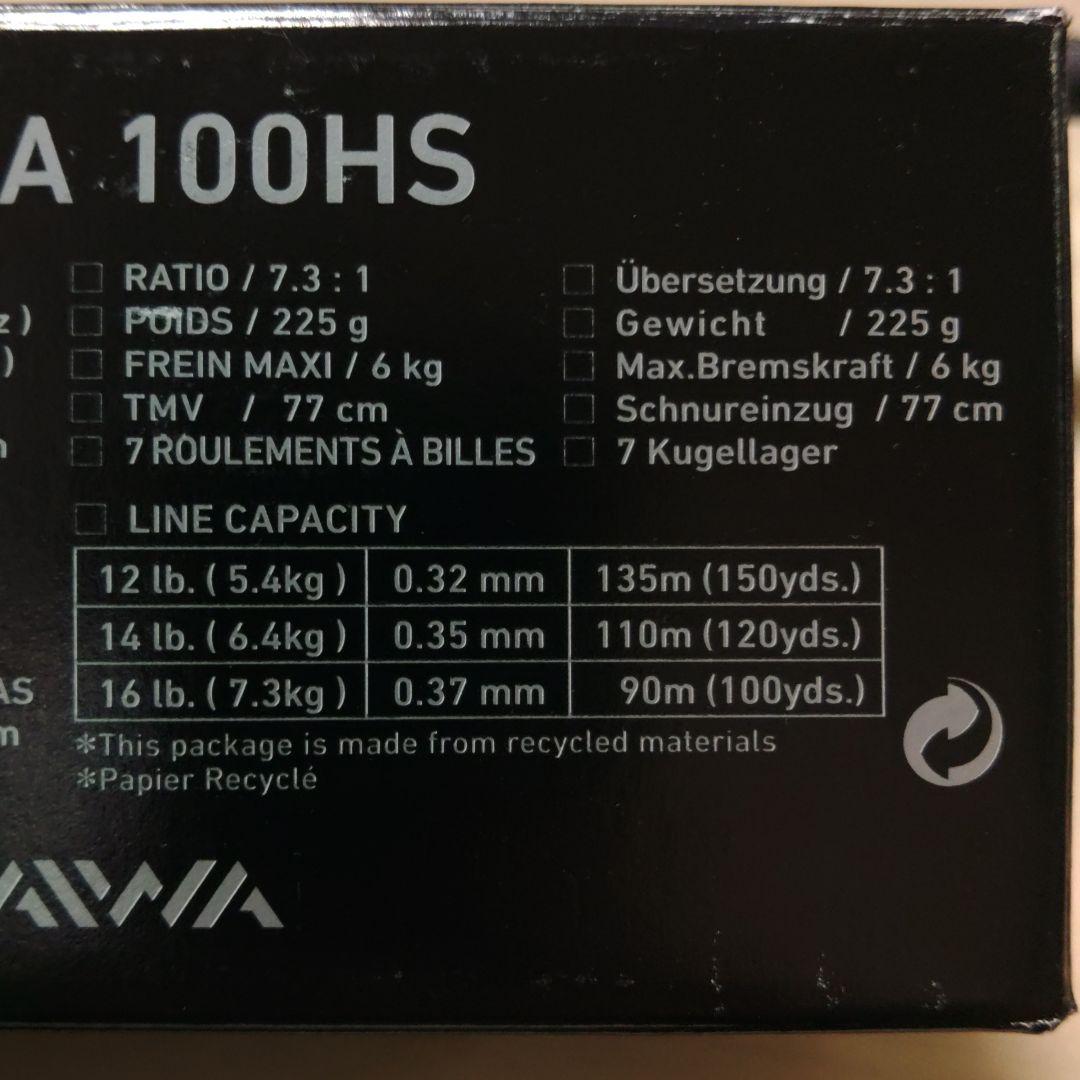 A 100HS
RATIO / 7.3 : 1
POIDS / 225 g
FREIN MAXI / 6 kg
TMV / 77 cm
7 ROULEMENTS À BILLES
Übersetzung / 7.3 : 1
Gewicht / 225 g
Max.Bremskraft / 6 kg
Schnureinzug / 77 cm
7 Kugellager
z )
)
LINE CAPACITY
12 lb. ( 5.4kg ) 0.32 mm 135m (150yds.)
14 lb. ( 6.4kg ) 0.35 mm 110m (120yds.)
16 lb. ( 7.3kg ) 0.37 mm 90m (100yds.)
AS
m
*This package is made from recycled materials
*Papier Recyclé
AIWA